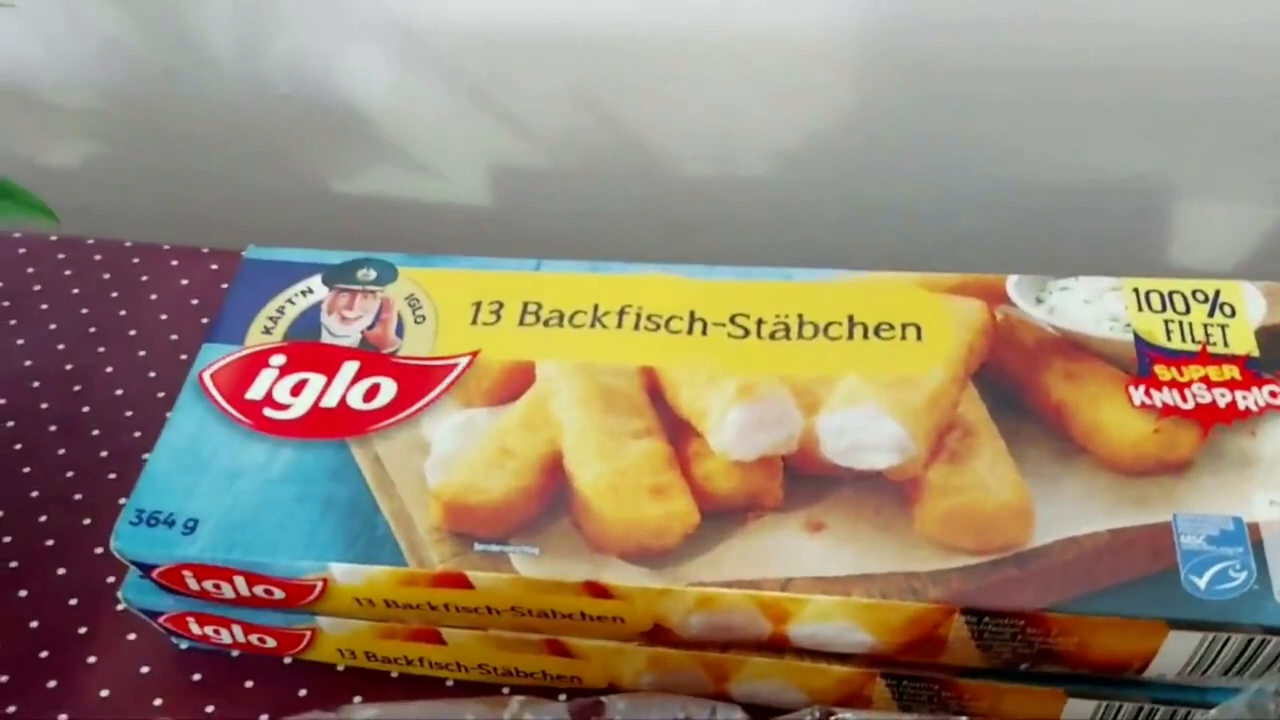 KÄPT'N IGLO
iglo
13 Backfisch-Stäbchen
100%
FILET
SUPER
KNUSPRIG
364 g
MSC
iglo
13 Backfisch-Stäbchen
iglo
13 Backfisch-Stäbchen